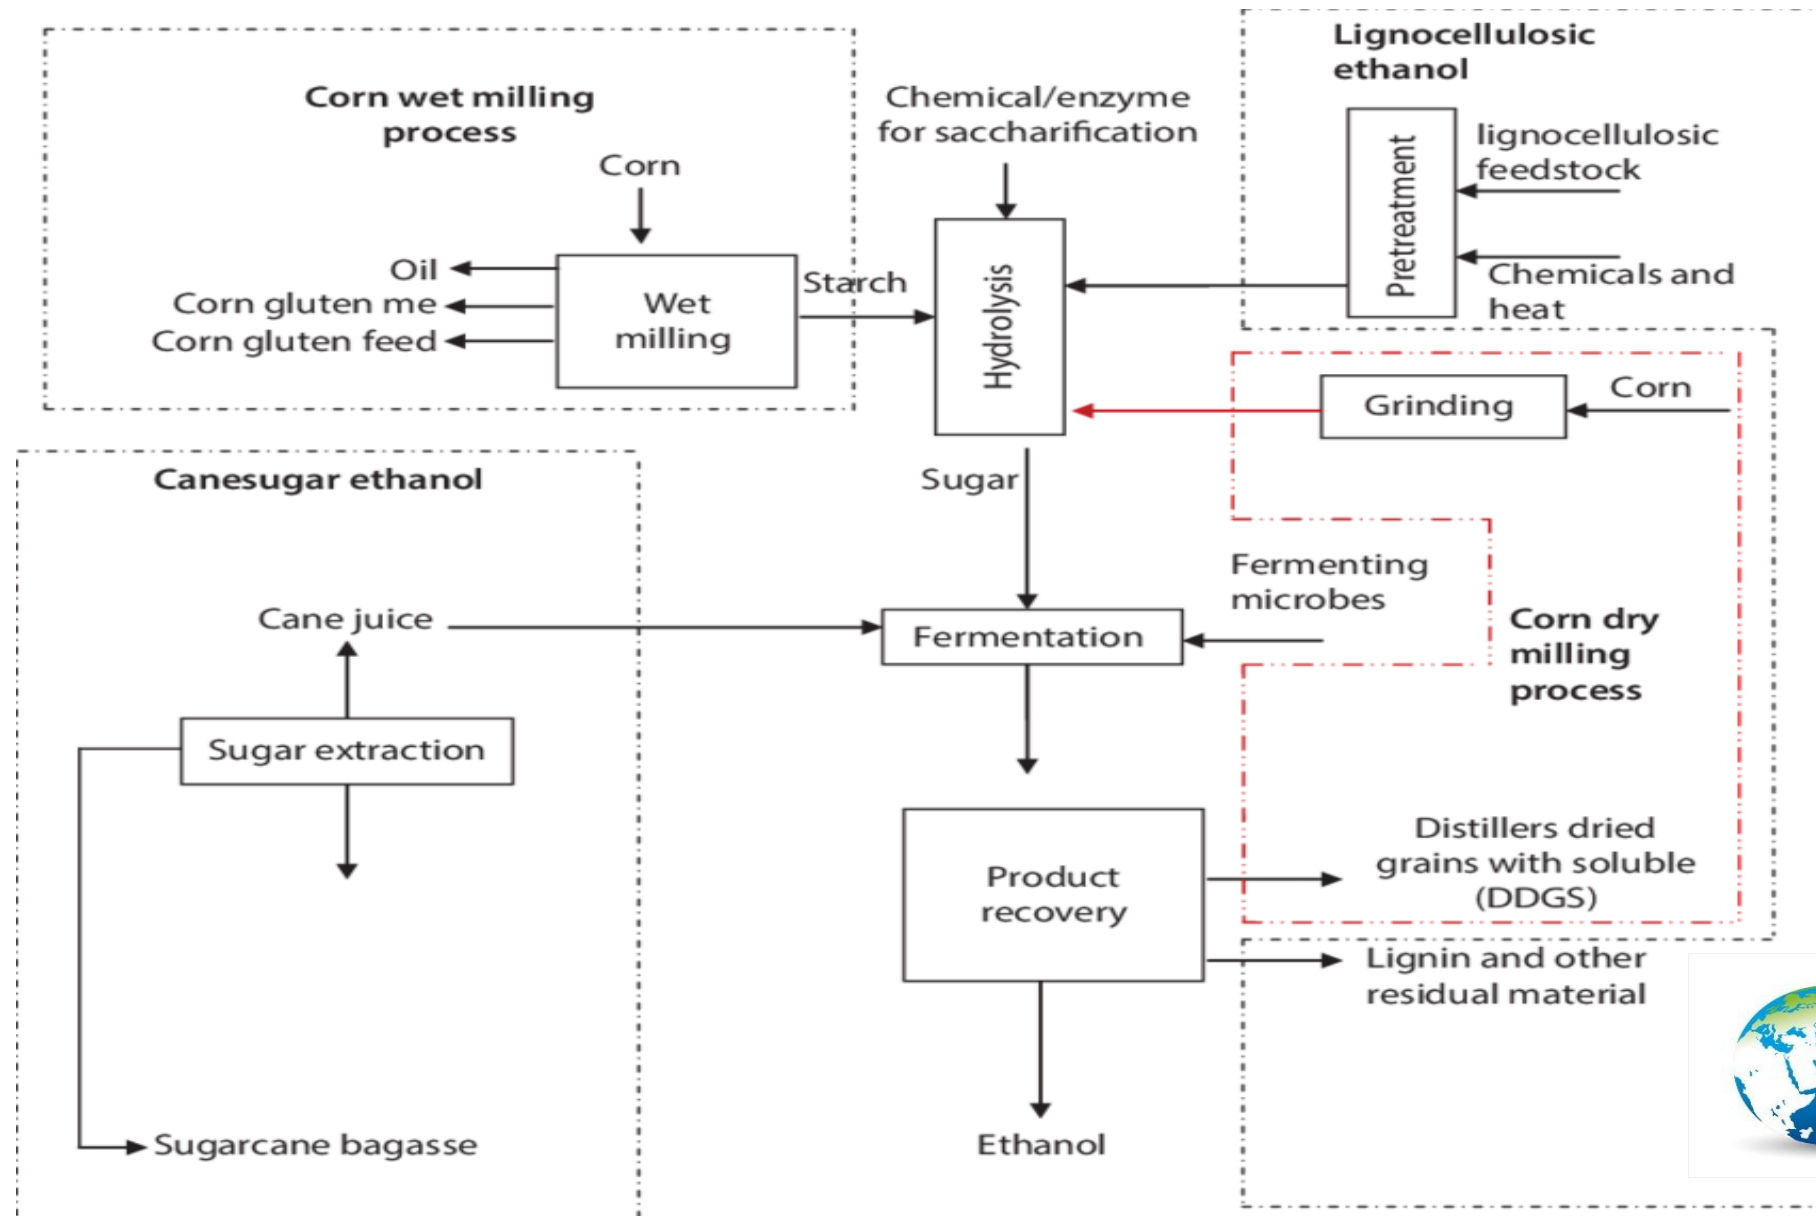 Corn wet milling
process
Corn
Oil
Corn gluten me
Corn gluten feed
Wet
milling
Starch
Chemical/enzyme
for saccharification
Hydrolysis
Lignocellulosic
ethanol
Pretreatment
lignocellulosic
feedstock
Chemicals and
heat
Grinding
Corn
Sugar
Canesugar ethanol
Cane juice
Sugar extraction
Sugarcane bagasse
Fermentation
Fermenting
microbes
Corn dry
milling
process
Product
recovery
Distillers dried
grains with soluble
(DDGS)
Lignin and other
residual material
Ethanol